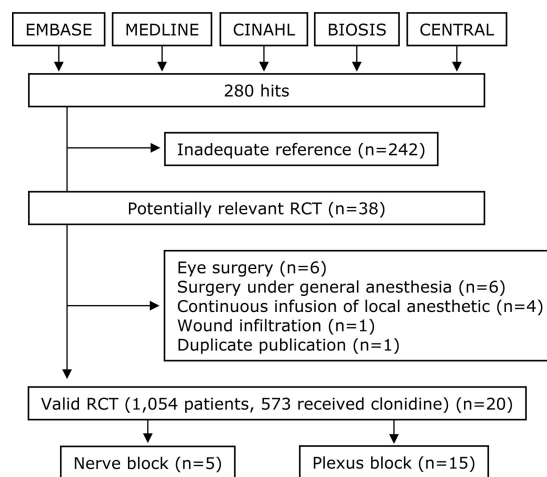 EMBASE
MEDLINE
CINAHL
BIOSIS
CENTRAL
280 hits
Inadequate reference (n=242)
Potentially relevant RCT (n=38)
Eye surgery (n=6)
Surgery under general anesthesia (n=6)
Continuous infusion of local anesthetic (n=4)
Wound infiltration (n=1)
Duplicate publication (n=1)
Valid RCT (1,054 patients, 573 received clonidine) (n=20)
Nerve block (n=5)
Plexus block (n=15)